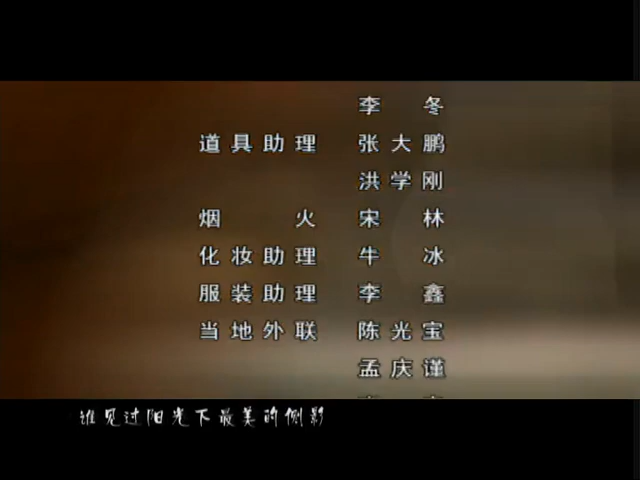 李冬
道具助理 张大鹏
洪学刚
烟火 宋林
化妆助理 牛冰
服装助理 李鑫
当地外联 陈光宝
孟庆谨
谁见过阳光下最美的侧影